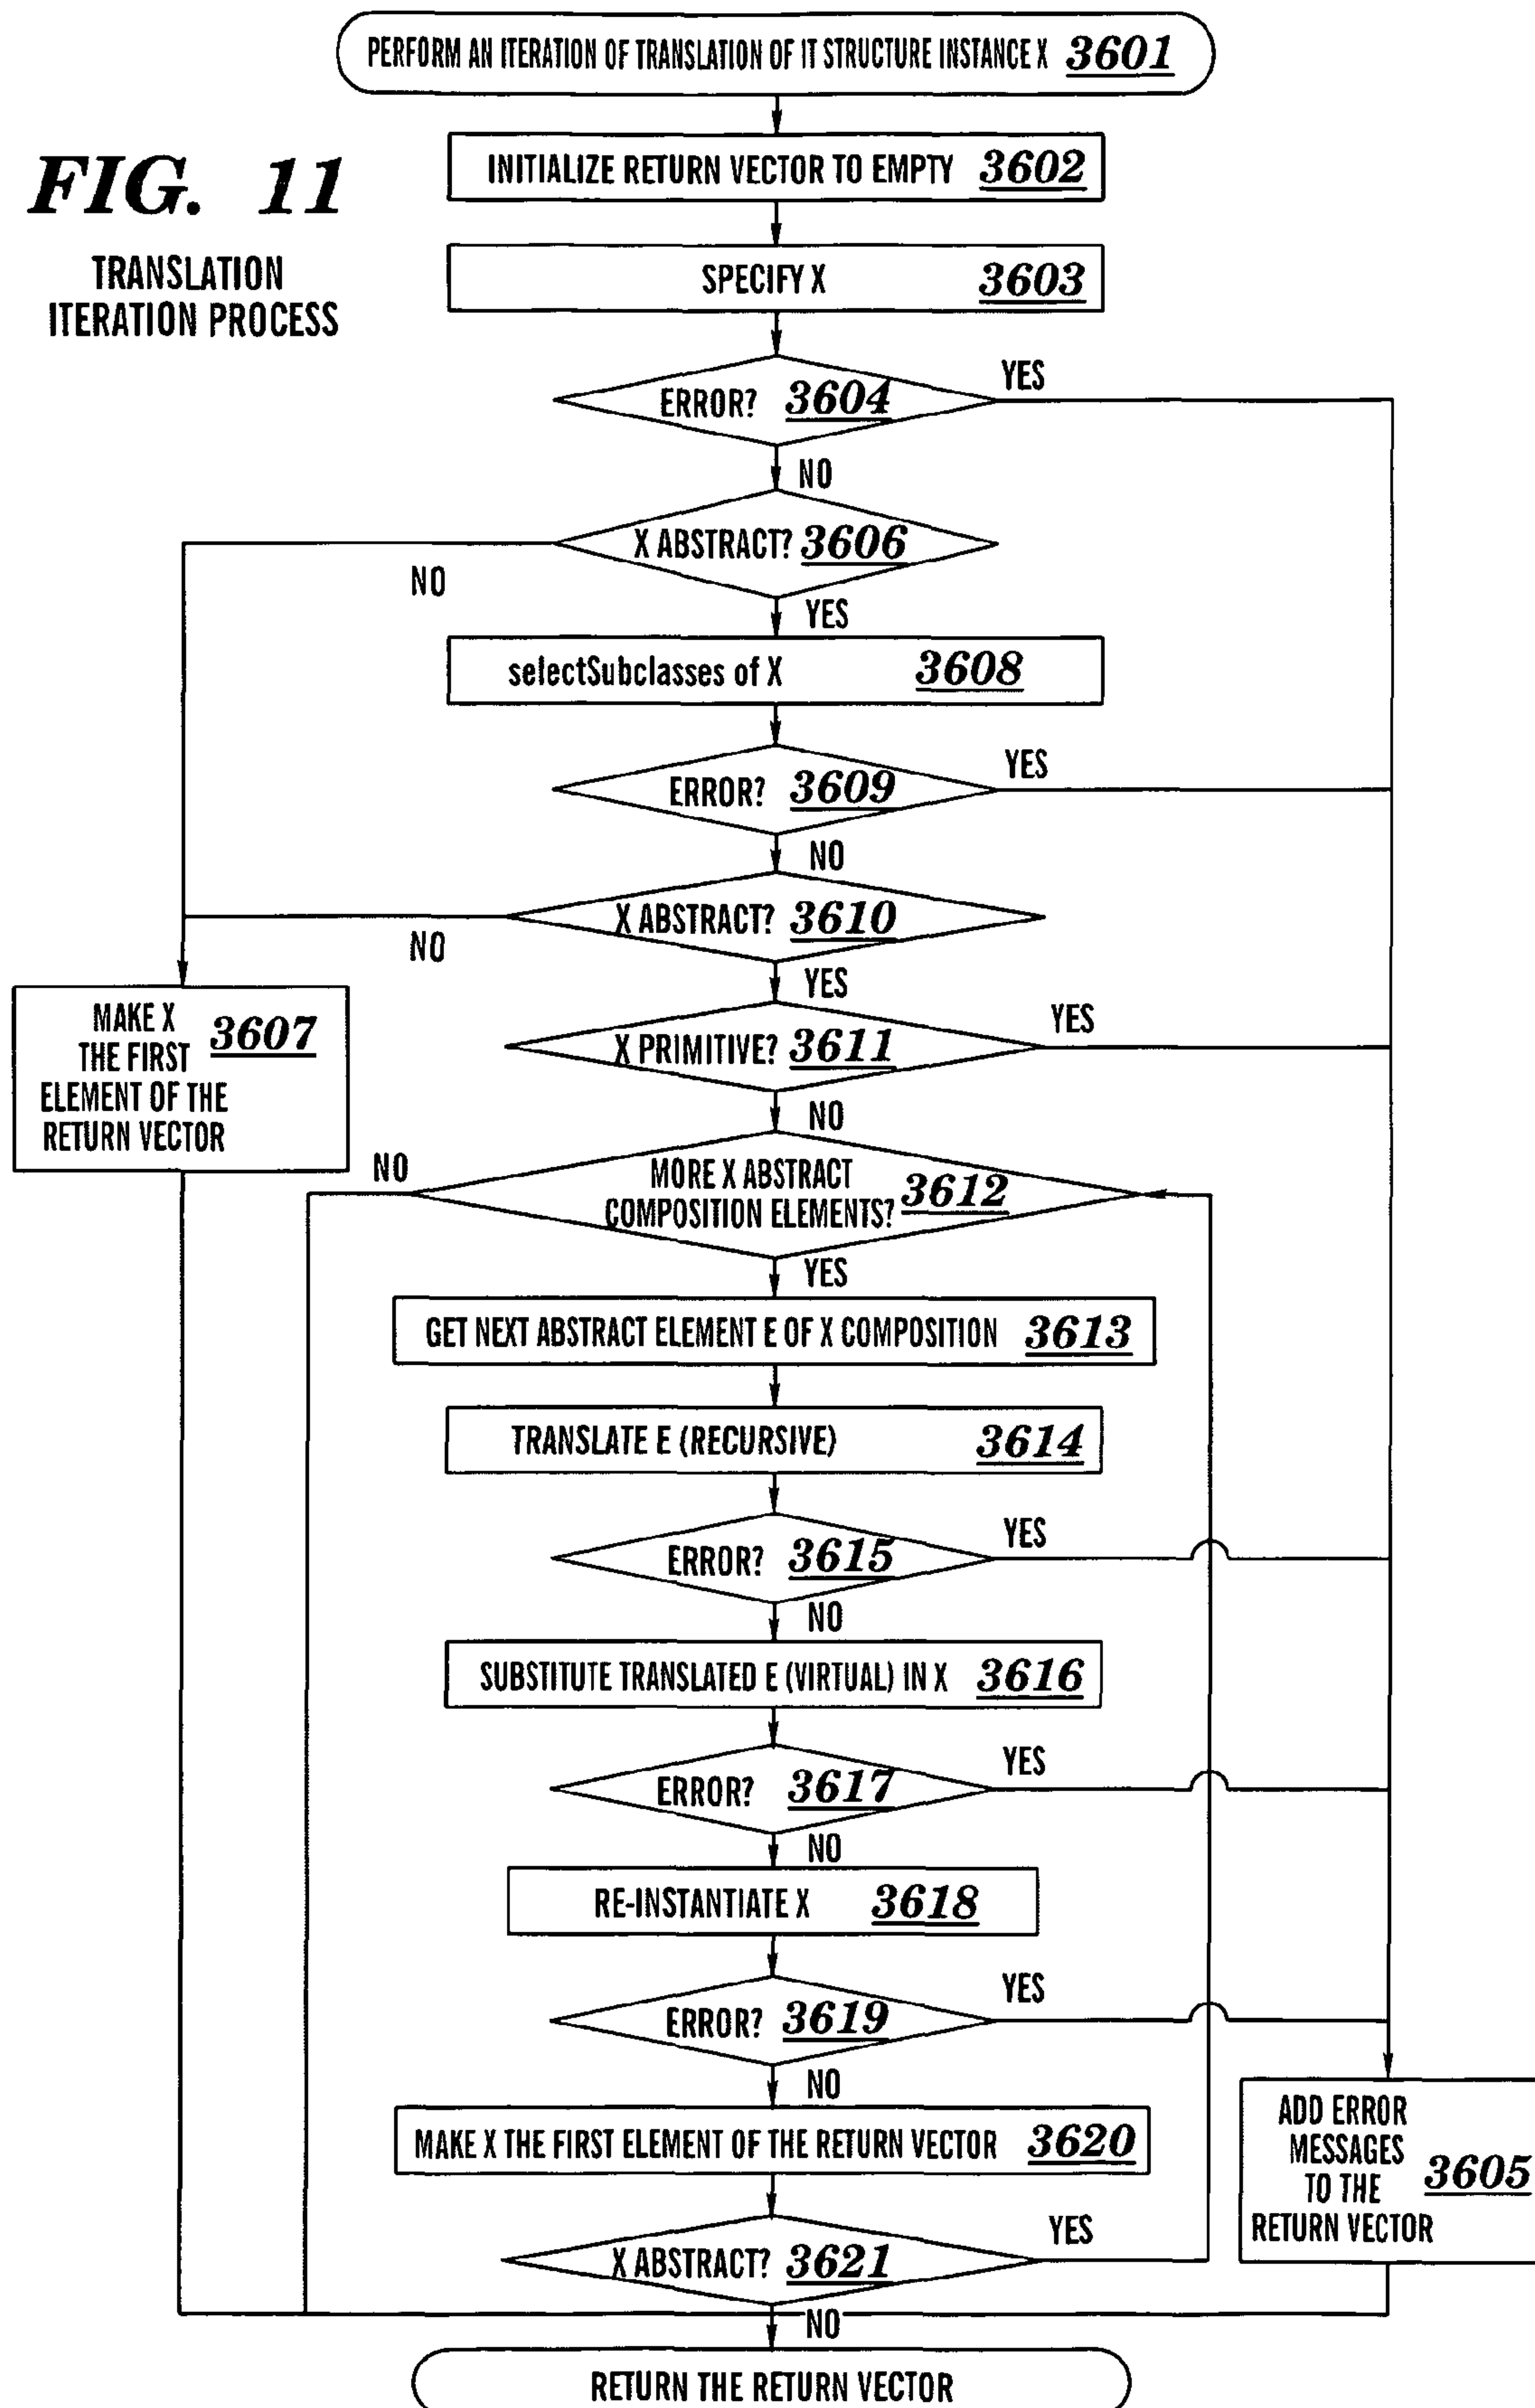 PERFORM AN ITERATION OF TRANSLATION OF IT STRUCTURE INSTANCE X 3601
FIG. 11
TRANSLATION
ITERATION PROCESS
INITIALIZE RETURN VECTOR TO EMPTY 3602
SPECIFY X 3603
ERROR? 3604
YES
NO
X ABSTRACT? 3606
NO
YES
selectSubclasses of X 3608
ERROR? 3609
YES
NO
X ABSTRACT? 3610
NO
YES
MAKE X
THE FIRST 3607
ELEMENT OF THE
RETURN VECTOR
X PRIMITIVE? 3611
YES
NO
MORE X ABSTRACT
COMPOSITION ELEMENTS? 3612
NO
YES
GET NEXT ABSTRACT ELEMENT E OF X COMPOSITION 3613
TRANSLATE E (RECURSIVE) 3614
ERROR? 3615
YES
NO
SUBSTITUTE TRANSLATED E (VIRTUAL) IN X 3616
ERROR? 3617
YES
NO
RE-INSTANTIATE X 3618
ERROR? 3619
YES
NO
MAKE X THE FIRST ELEMENT OF THE RETURN VECTOR 3620
ADD ERROR
MESSAGES
TO THE 3605
RETURN VECTOR
X ABSTRACT? 3621
YES
NO
RETURN THE RETURN VECTOR